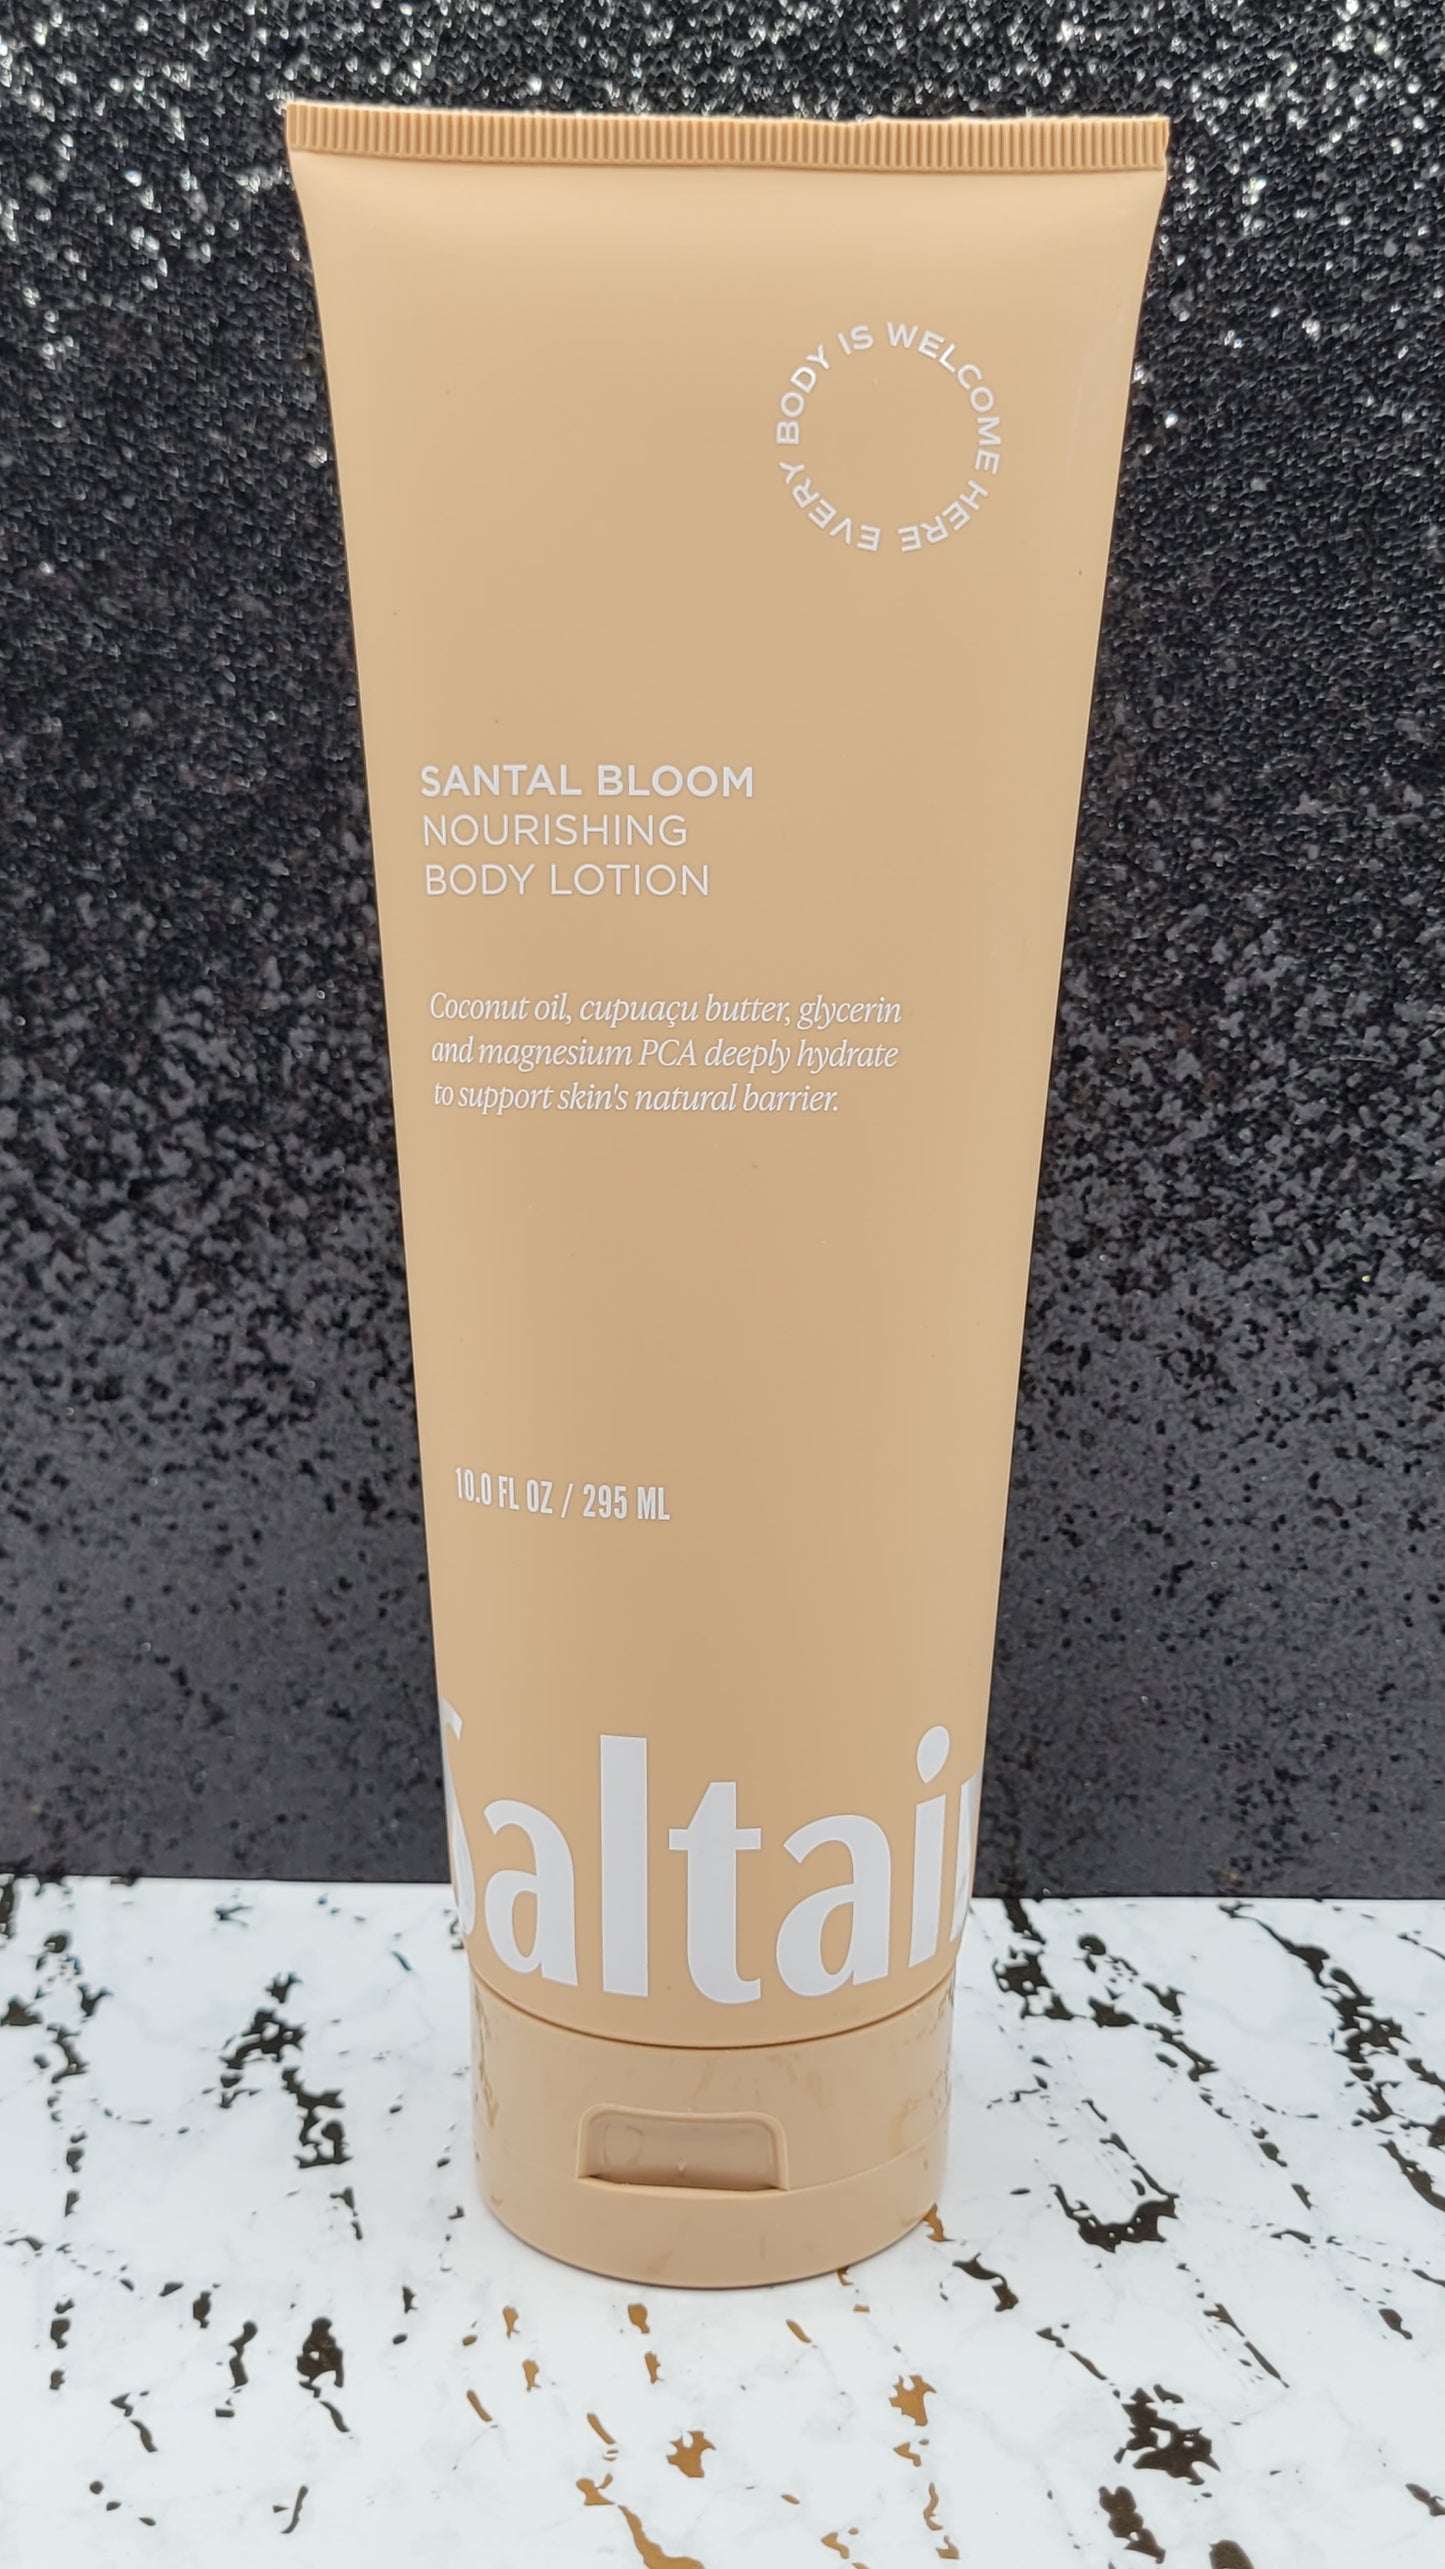 EVERY BODY IS WELCOME HERE
SANTAL BLOOM
NOURISHING
BODY LOTION
Coconut oil, cupuaçu butter, glycerin
and magnesium PCA deeply hydrate
to support skin's natural barrier.
10.0 FL OZ / 295 ML
Saltair